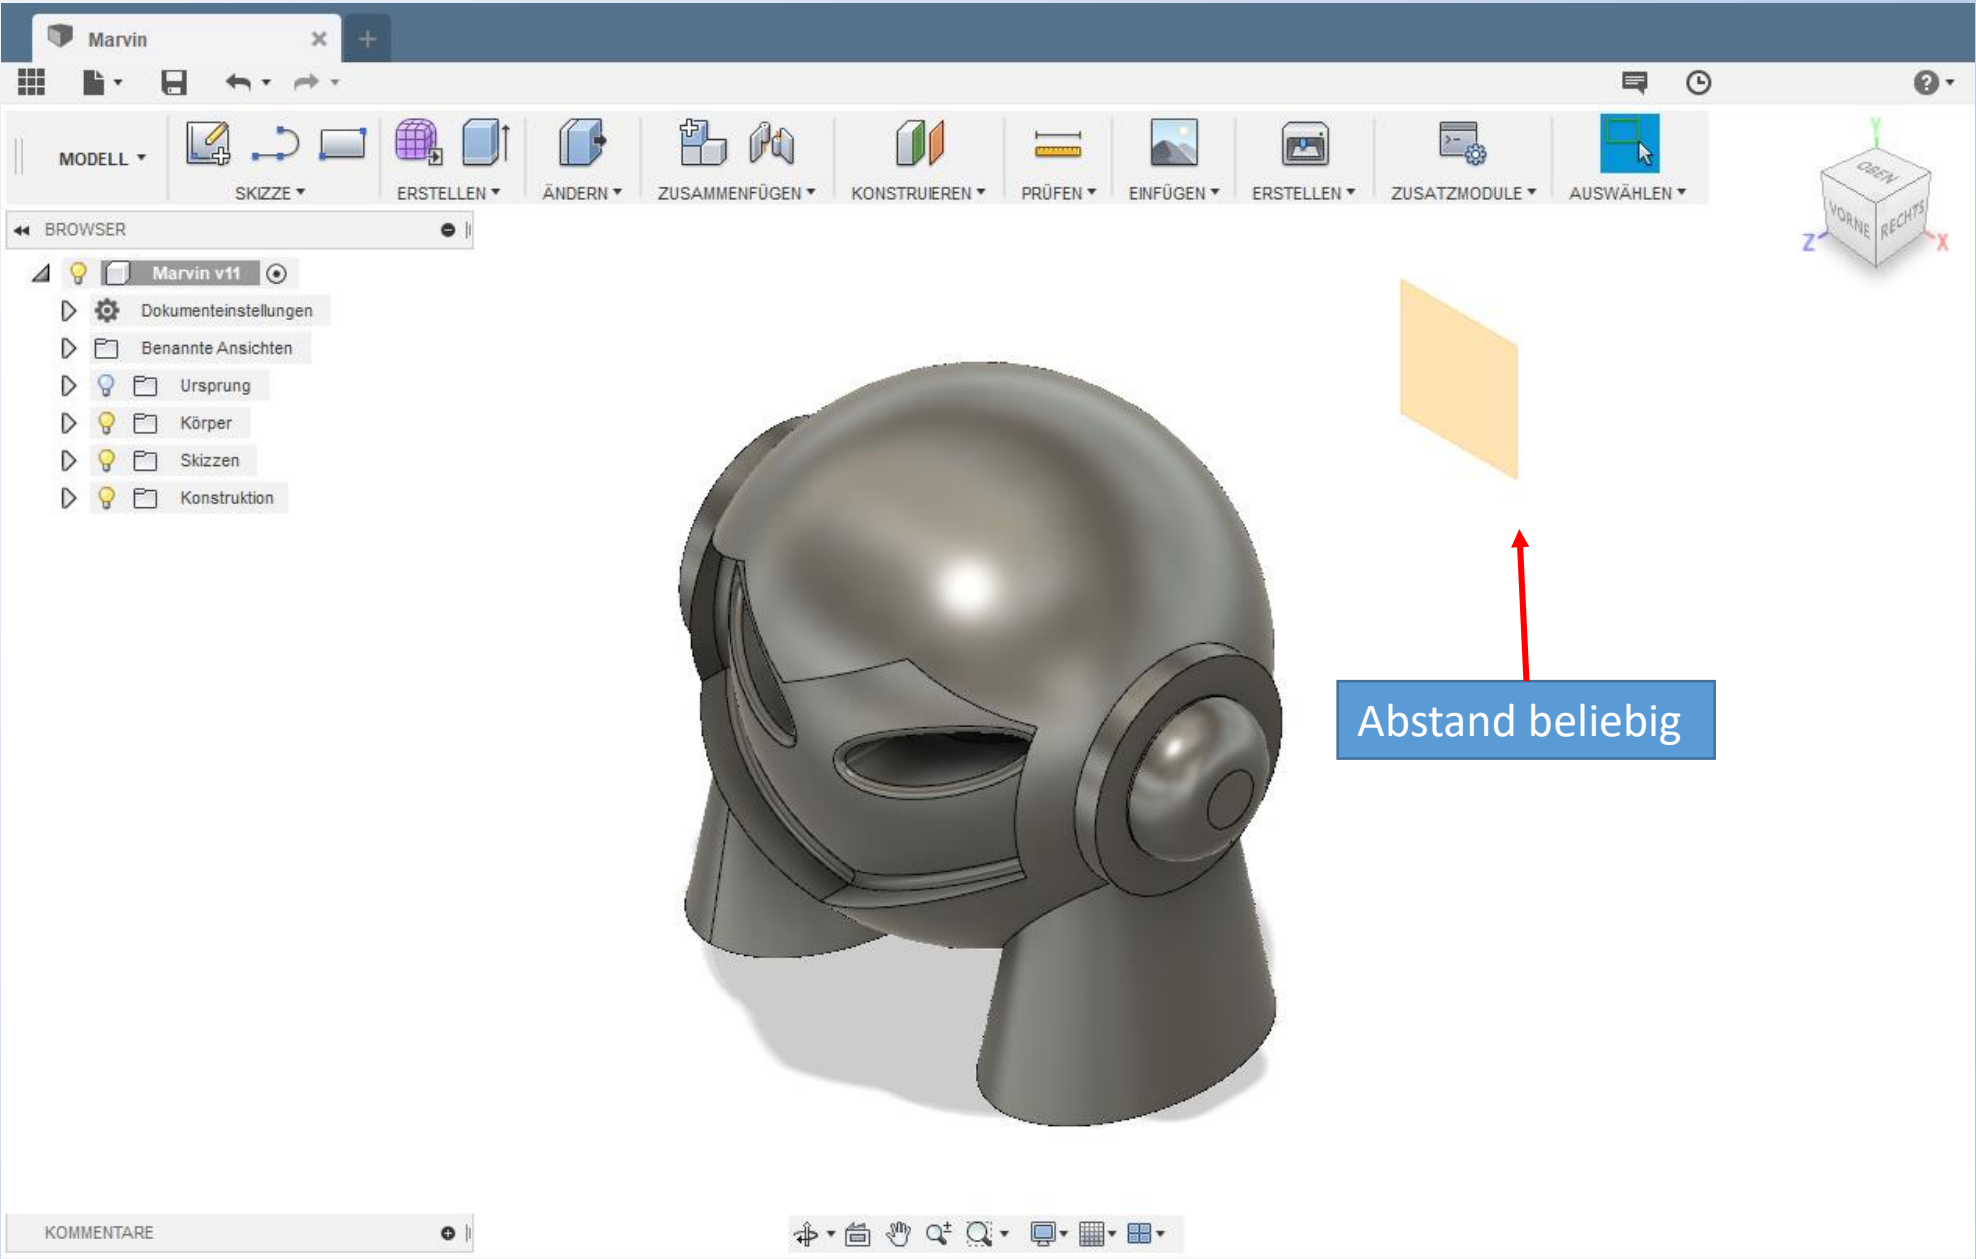 Marvin
MODELL
SKIZZE
ERSTELLEN
ÄNDERN
ZUSAMMENFÜGEN
KONSTRUIEREN
PRÜFEN
EINFÜGEN
ERSTELLEN
ZUSATZMODULE
AUSWÄHLEN
Y
OBEN
VORNE
RECHTS
Z
X
BROWSER
Marvin v11
Dokumenteinstellungen
Benannte Ansichten
Ursprung
Körper
Skizzen
Konstruktion
Abstand beliebig
KOMMENTARE